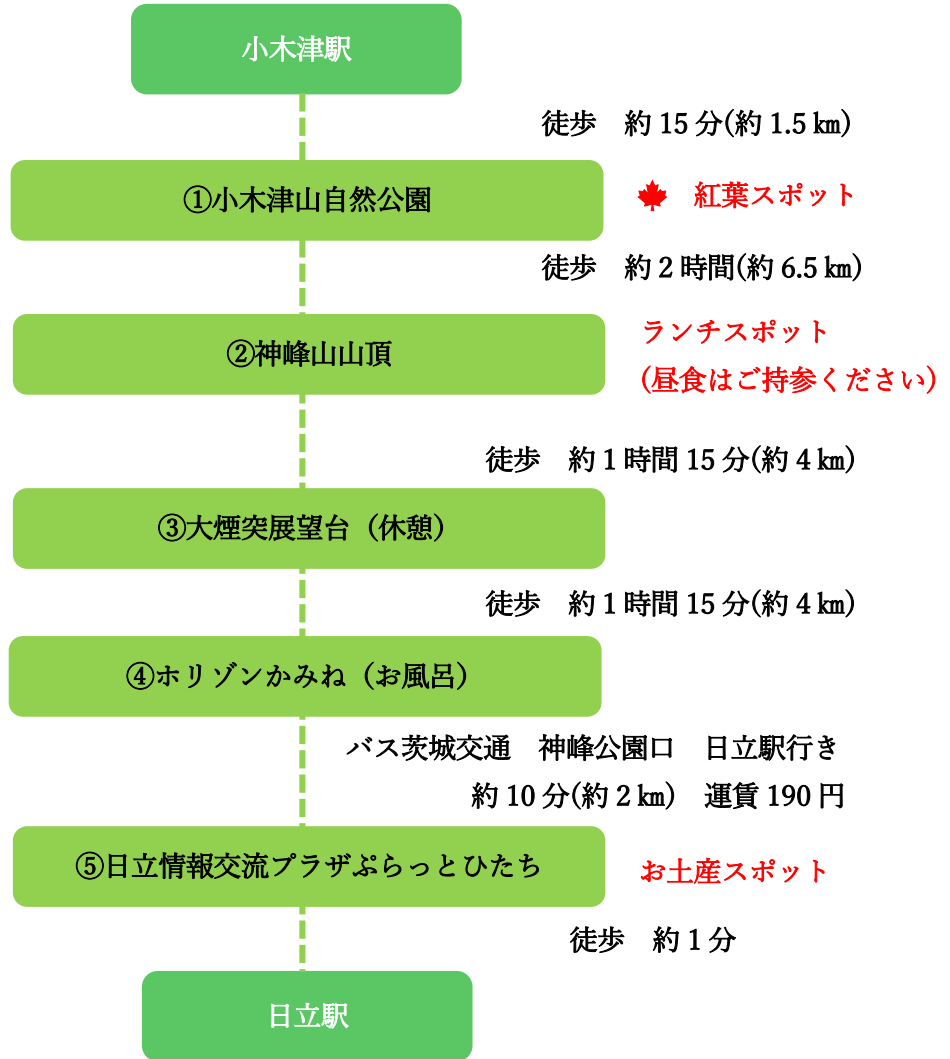 小木津駅
徒歩　約 15 分(約 1.5 ㎞)
①小木津山自然公園
紅葉スポット
徒歩　約 2 時間(約 6.5 ㎞)
②神峰山山頂
ランチスポット
(昼食はご持参ください)
徒歩　約 1 時間 15 分(約 4 ㎞)
③大煙突展望台（休憩）
徒歩　約 1 時間 15 分(約 4 ㎞)
④ホリゾンかみね（お風呂）
バス茨城交通　神峰公園口　日立駅行き
約 10 分(約 2 ㎞)　運賃 190 円
⑤日立情報交流プラザぷらっとひたち
お土産スポット
徒歩　約 1 分
日立駅